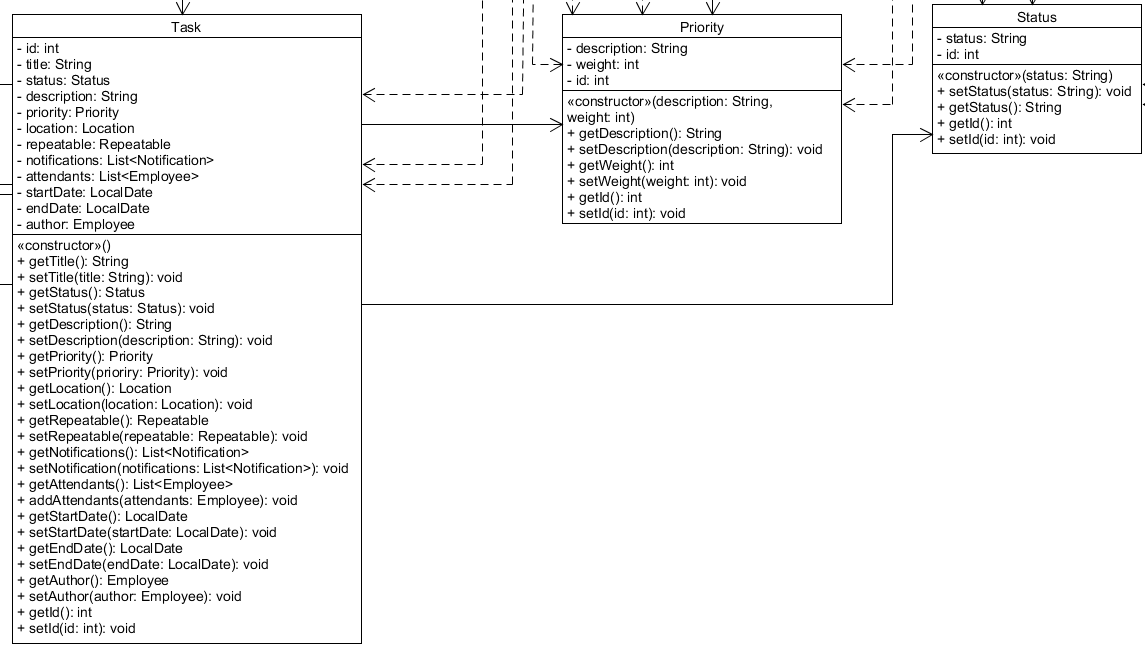 Task
- id: int
- title: String
- status: Status
- description: String
- priority: Priority
- location: Location
- repeatable: Repeatable
- notifications: List<Notification>
- attendants: List<Employee>
- startDate: LocalDate
- endDate: LocalDate
- author: Employee
«constructor»()
+ getTitle(): String
+ setTitle(title: String): void
+ getStatus(): Status
+ setStatus(status: Status): void
+ getDescription(): String
+ setDescription(description: String): void
+ getPriority(): Priority
+ setPriority(prioriry: Priority): void
+ getLocation(): Location
+ setLocation(location: Location): void
+ getRepeatable(): Repeatable
+ setRepeatable(repeatable: Repeatable): void
+ getNotifications(): List<Notification>
+ setNotification(notifications: List<Notification>): void
+ getAttendants(): List<Employee>
+ addAttendants(attendants: Employee): void
+ getStartDate(): LocalDate
+ setStartDate(startDate: LocalDate): void
+ getEndDate(): LocalDate
+ setEndDate(endDate: LocalDate): void
+ getAuthor(): Employee
+ setAuthor(author: Employee): void
+ getId(): int
+ setId(id: int): void
Priority
- description: String
- weight: int
- id: int
«constructor»(description: String,
weight: int)
+ getDescription(): String
+ setDescription(description: String): void
+ getWeight(): int
+ setWeight(weight: int): void
+ getId(): int
+ setId(id: int): void
Status
- status: String
- id: int
«constructor»(status: String)
+ setStatus(status: String): void
+ getStatus(): String
+ getId(): int
+ setId(id: int): void